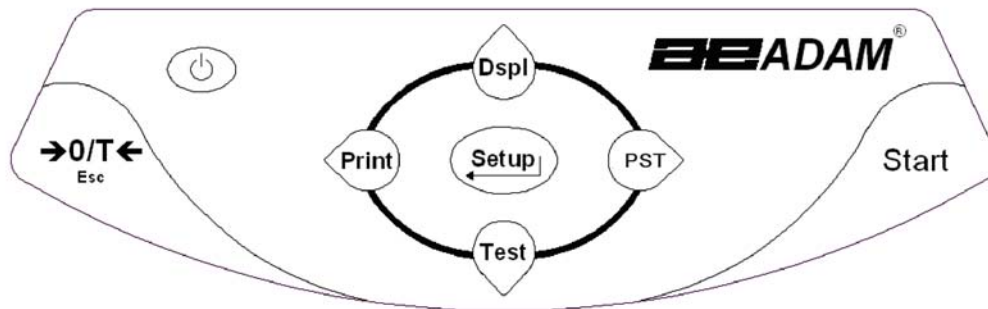 Dspl
aeADAM®
→0/T←
Esc
Print
Setup
PST
Start
Test